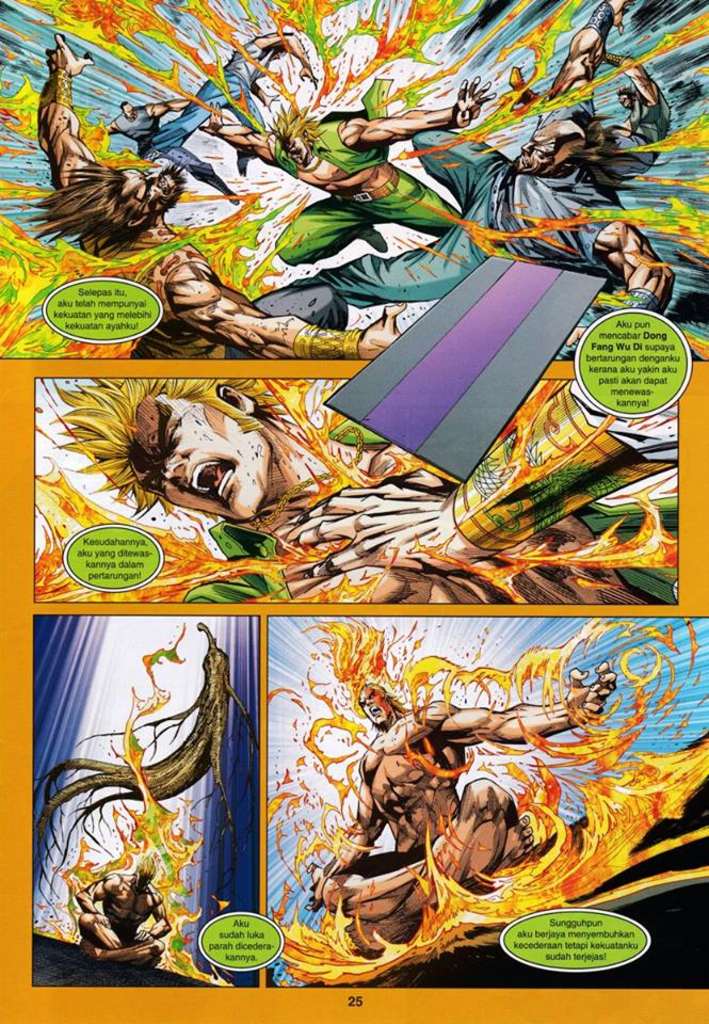 Selepas itu,
aku telah mempunyai
kekuatan yang melebihi
kekuatan ayahku!
Aku pun
mencabar Dong
Fang Wu Di supaya
bertarungan denganku
kerana aku yakin aku
pasti akan dapat
menewas-
kannya!
Kesudahannya,
aku yang ditewas-
kannya dalam
pertarungan!
Aku
sudah luka
parah dicedera-
kannya.
Sungguhpun
aku berjaya menyembuhkan
kecederaan tetapi kekuatanku
sudah terjejas!
25